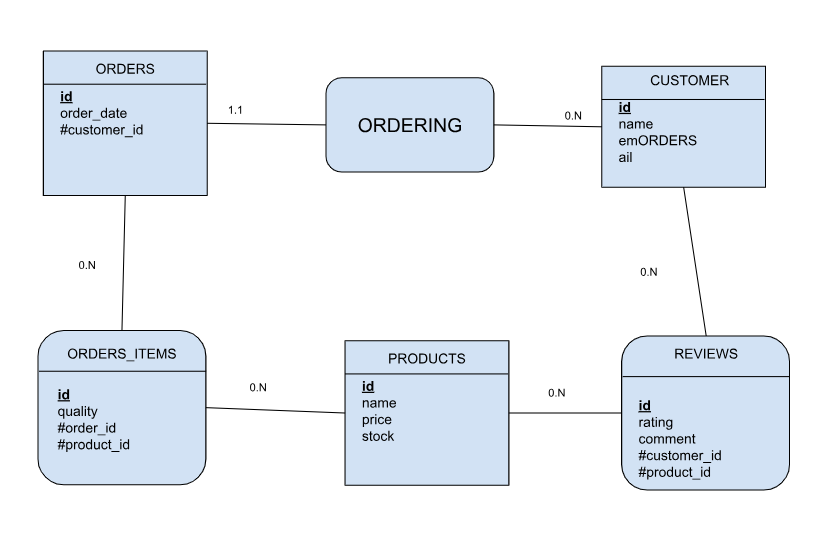 ORDERS
id
order_date
#customer_id
1.1
ORDERING
0.N
CUSTOMER
id
name
emORDERS
ail
0.N
0.N
ORDERS_ITEMS
id
quality
#order_id
#product_id
0.N
PRODUCTS
id
name
price
stock
0.N
REVIEWS
id
rating
comment
#customer_id
#product_id